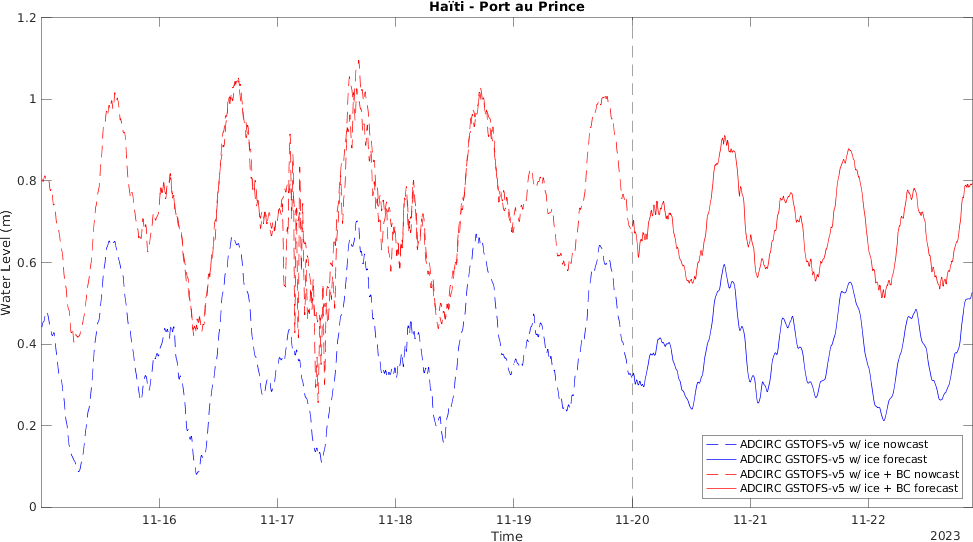 Haïti - Port au Prince
Water Level (m)
1.2
1
0.8
0.6
0.4
0.2
0
11-16
11-17
11-18
11-19
11-20
11-21
11-22
Time
2023
ADCIRC GSTOFS-v5 w/ ice nowcast
ADCIRC GSTOFS-v5 w/ ice forecast
ADCIRC GSTOFS-v5 w/ ice + BC nowcast
ADCIRC GSTOFS-v5 w/ ice + BC forecast